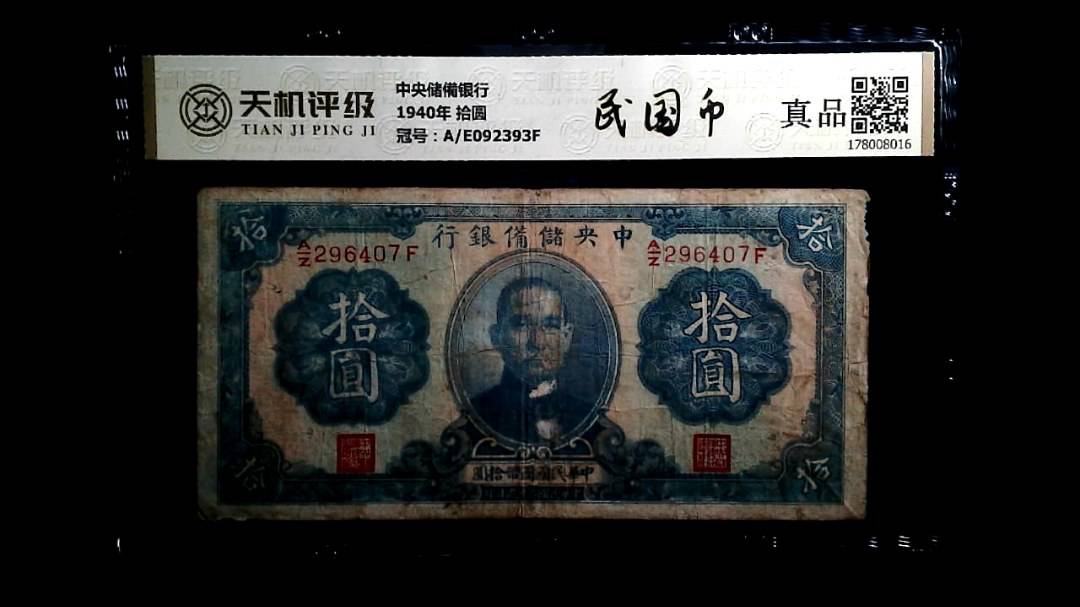 天机评级
TIAN JI PING JI
中央储備银行
1940年 拾圆
冠号：A/E092393F
民国币
真品
178008016
拾
拾
行銀備儲央中
A/Z296407F
A/Z296407F
拾
圓
拾
圓
拾
拾